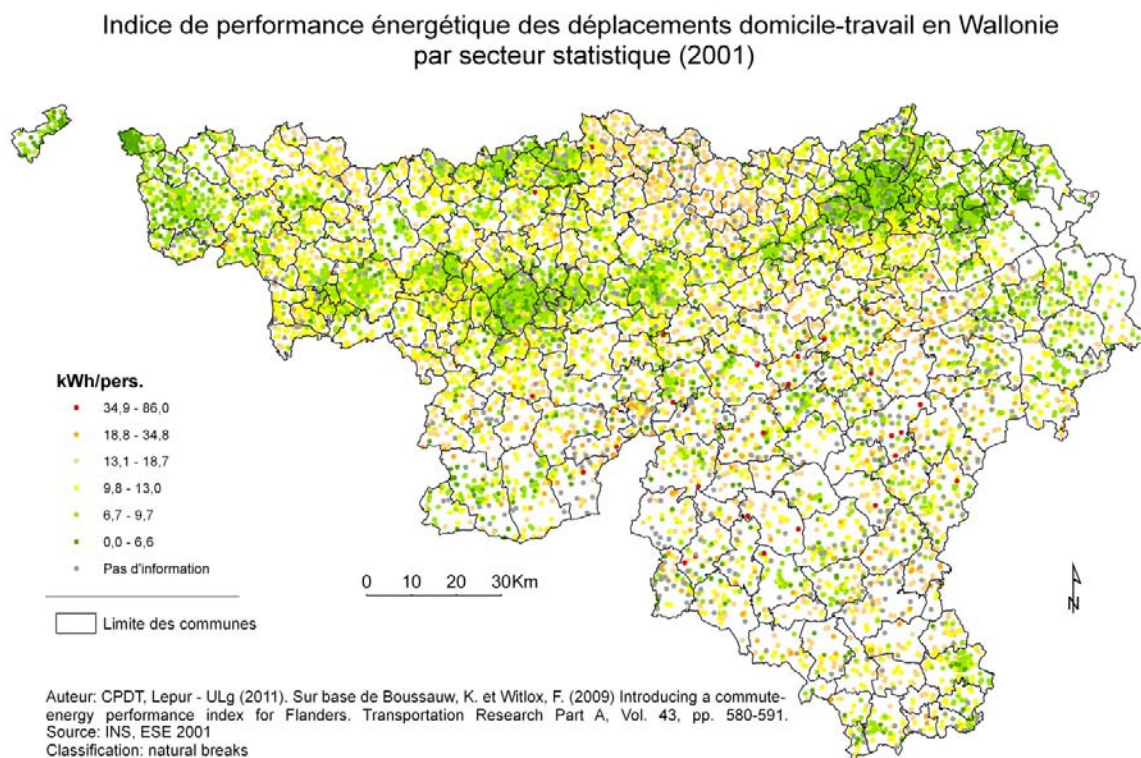 Indice de performance énergétique des déplacements domicile-travail en Wallonie
par secteur statistique (2001)
kWh/pers.
34,9 - 86,0
18,8 - 34,8
13,1 - 18,7
9,8 - 13,0
6,7 - 9,7
0,0 - 6,6
Pas d'information
0 10 20 30Km
Limite des communes
N
Auteur: CPDT, Lepur - ULg (2011). Sur base de Boussauw, K. et Witlox, F. (2009) Introducing a commute-
energy performance index for Flanders. Transportation Research Part A, Vol. 43, pp. 580-591.
Source: INS, ESE 2001
Classification: natural breaks